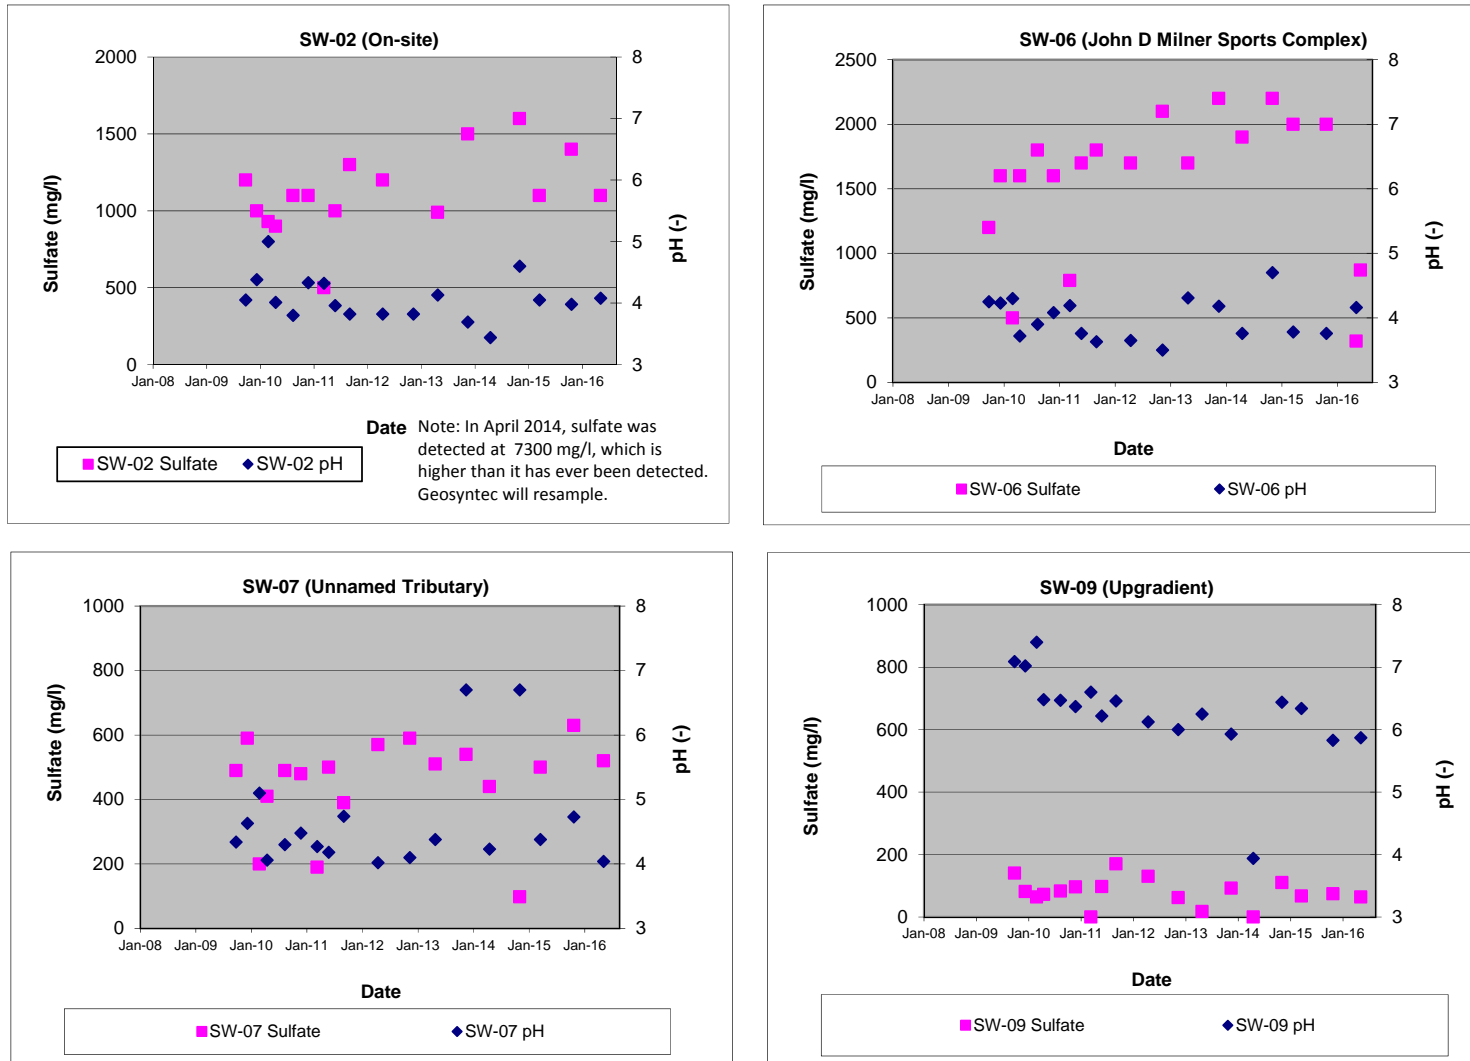 SW-02 (On-site)
2000
1500
1000
500
0
8
7
6
5
4
3
Sulfate (mg/l)
pH (-)
Jan-08 Jan-09 Jan-10 Jan-11 Jan-12 Jan-13 Jan-14 Jan-15 Jan-16
Date
Note: In April 2014, sulfate was
detected at 7300 mg/l, which is
higher than it has ever been detected.
Geosyntec will resample.
SW-02 Sulfate SW-02 pH
SW-06 (John D Milner Sports Complex)
2500
2000
1500
1000
500
0
8
7
6
5
4
3
Sulfate (mg/l)
pH (-)
Jan-08 Jan-09 Jan-10 Jan-11 Jan-12 Jan-13 Jan-14 Jan-15 Jan-16
Date
SW-06 Sulfate SW-06 pH
SW-07 (Unnamed Tributary)
1000
800
600
400
200
0
8
7
6
5
4
3
Sulfate (mg/l)
pH (-)
Jan-08 Jan-09 Jan-10 Jan-11 Jan-12 Jan-13 Jan-14 Jan-15 Jan-16
Date
SW-07 Sulfate SW-07 pH
SW-09 (Upgradient)
1000
800
600
400
200
0
8
7
6
5
4
3
Sulfate (mg/l)
pH (-)
Jan-08 Jan-09 Jan-10 Jan-11 Jan-12 Jan-13 Jan-14 Jan-15 Jan-16
Date
SW-09 Sulfate SW-09 pH